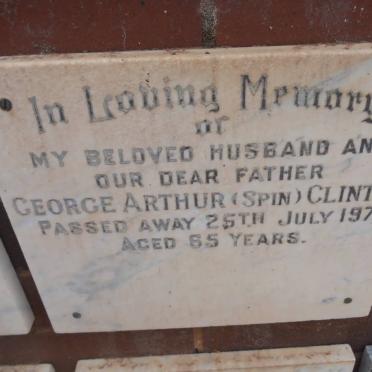 In Loving Memory
of
MY BELOVED HUSBAND AN
OUR DEAR FATHER
GEORGE ARTHUR (SPIN) CLINT
PASSED AWAY 25TH JULY 197
AGED 65 YEARS.